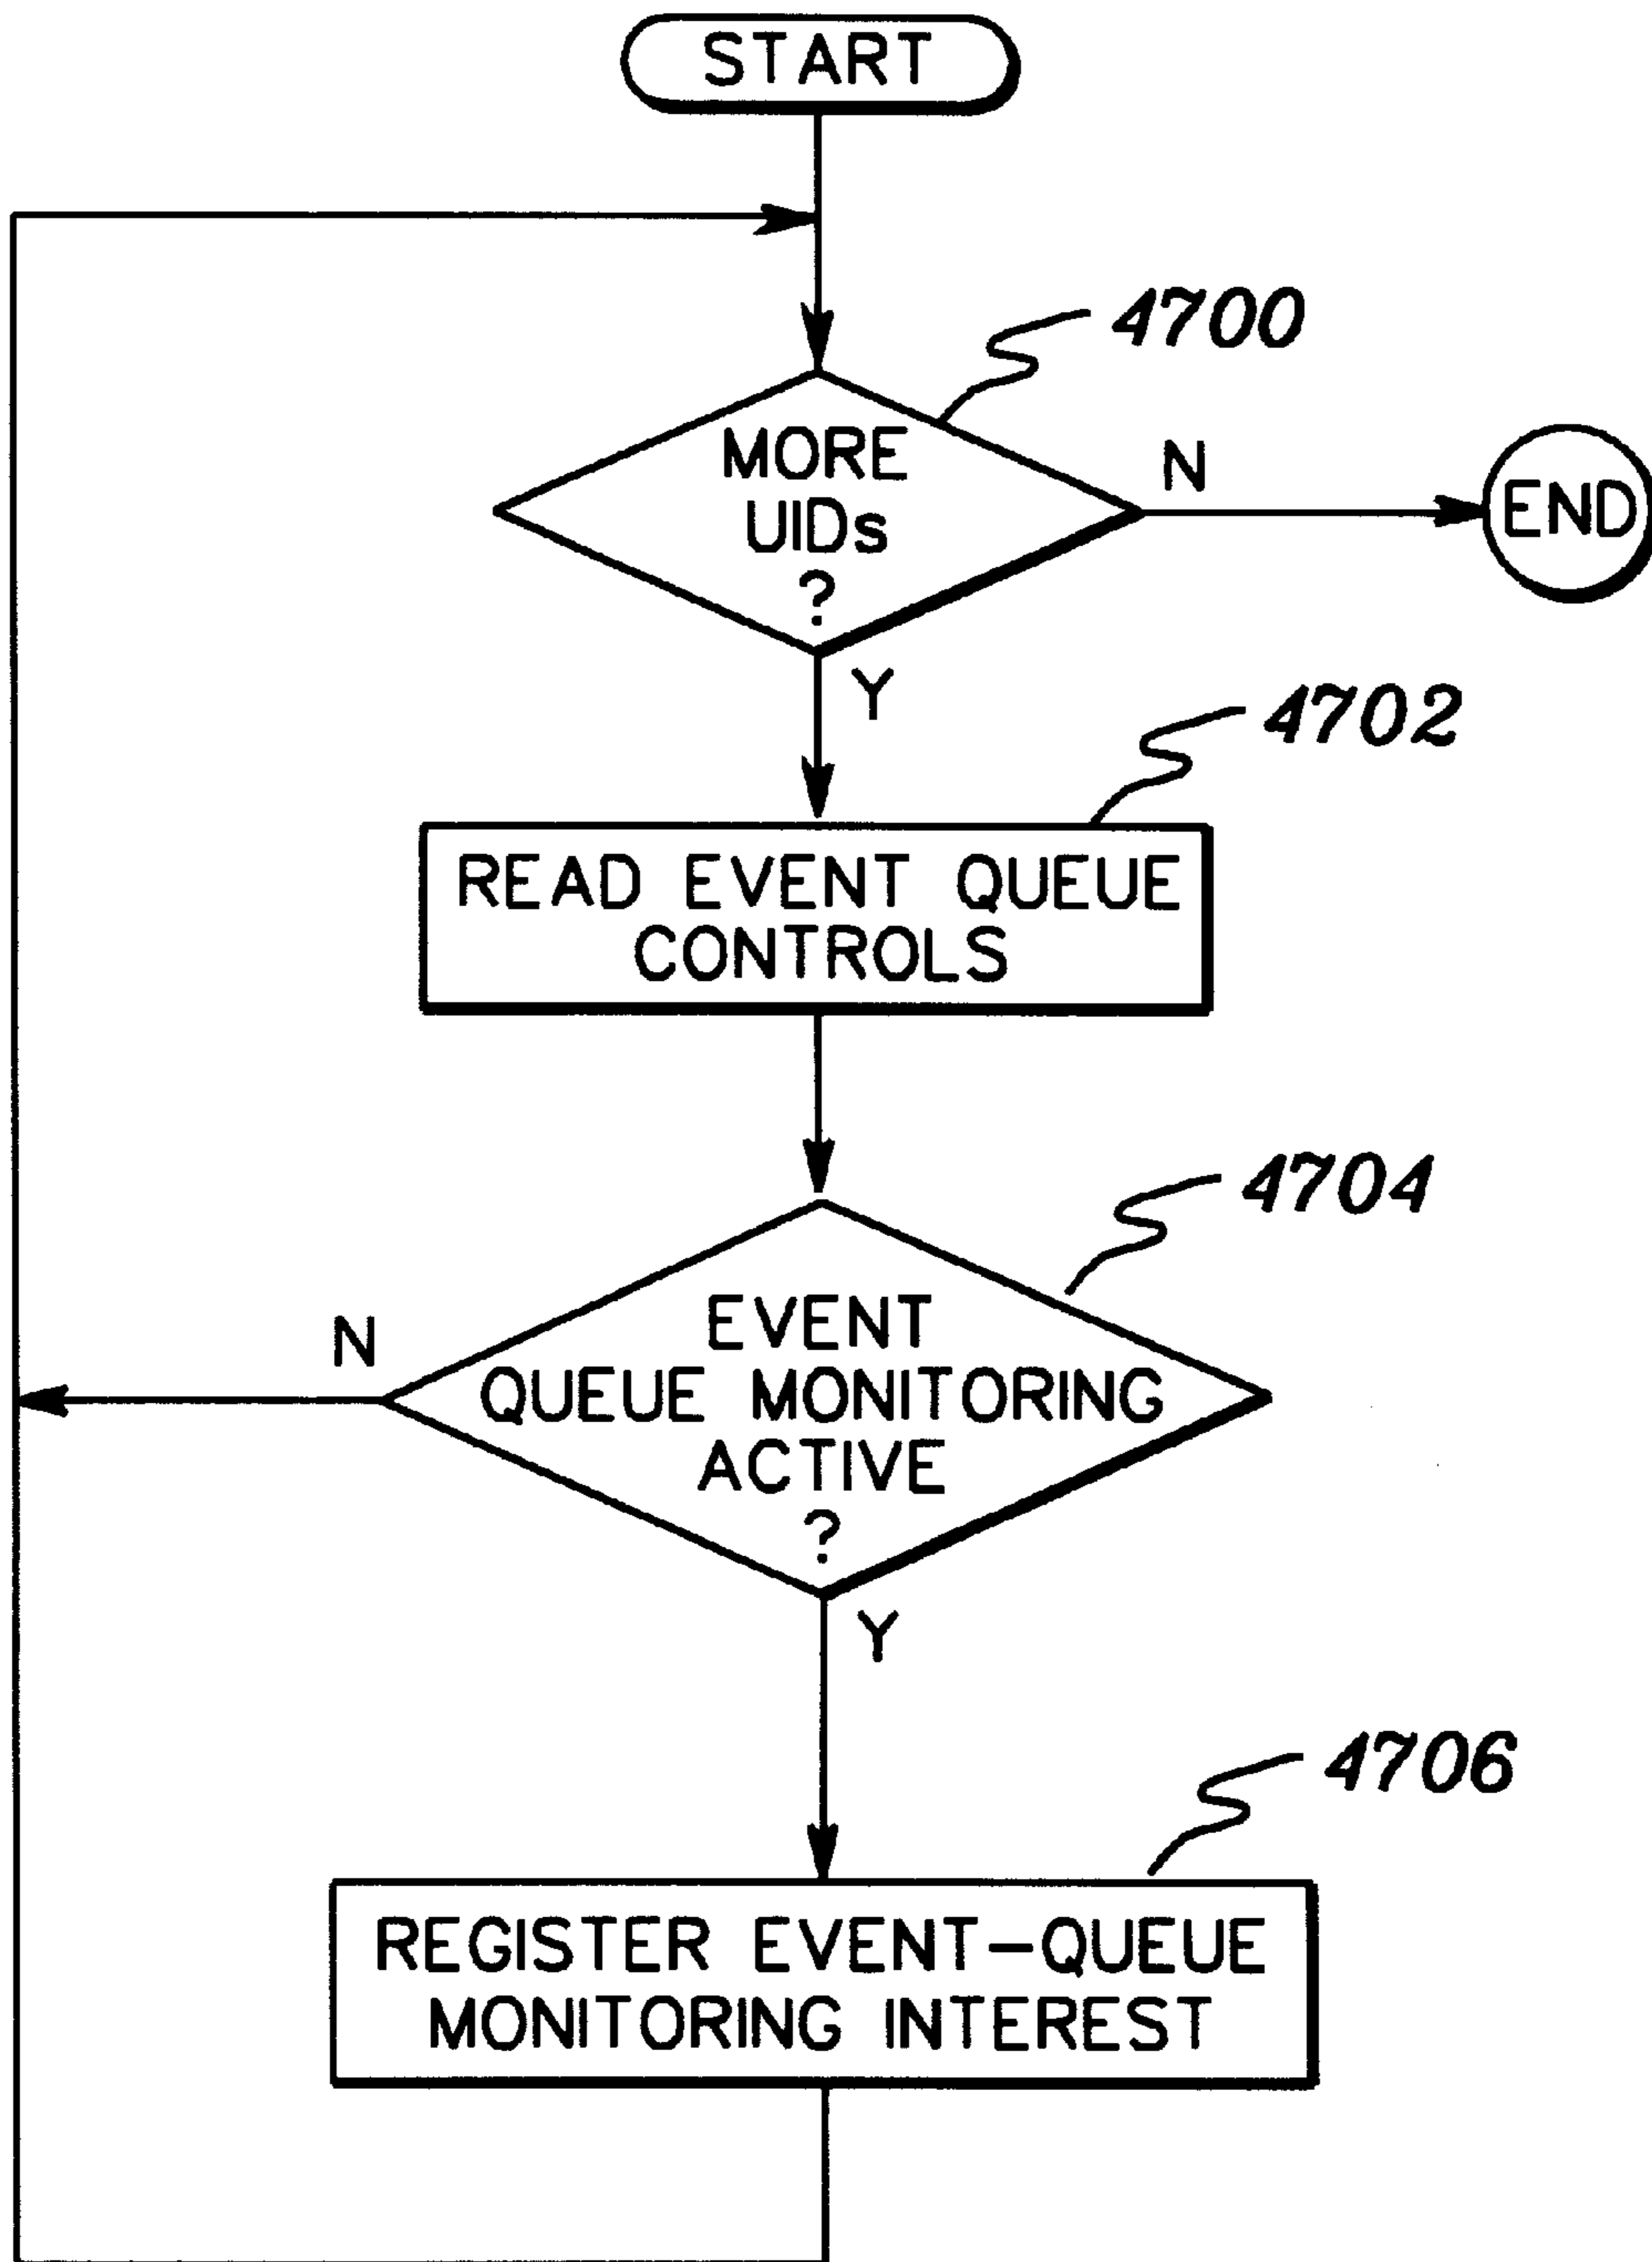 START
4700
MORE
UIDs
?
N
END
Y
4702
READ EVENT QUEUE
CONTROLS
4704
EVENT
QUEUE MONITORING
ACTIVE
?
N
Y
4706
REGISTER EVENT-QUEUE
MONITORING INTEREST